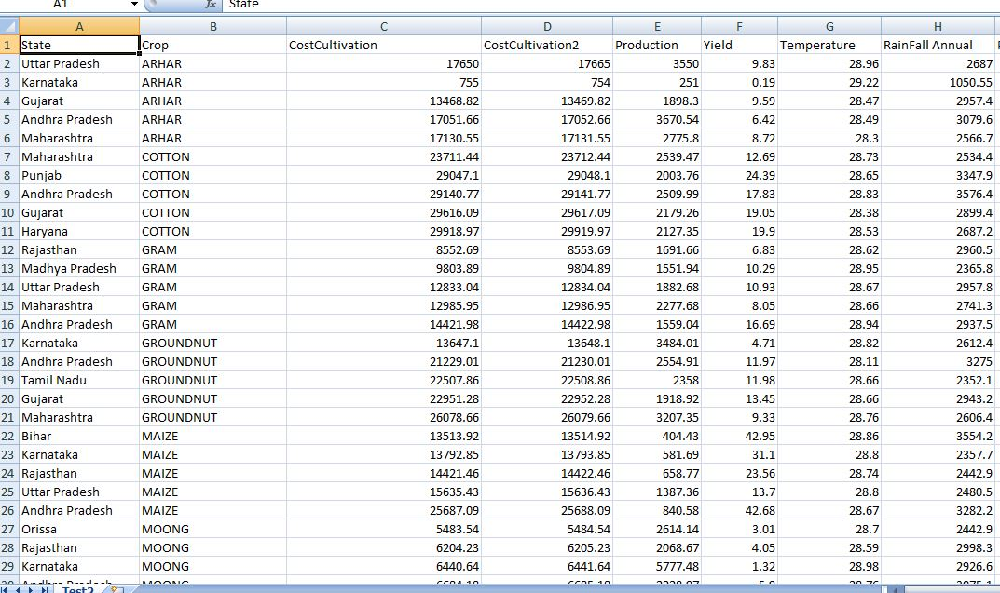 A1 fx State
A B C D E F G H
1 State Crop CostCultivation CostCultivation2 Production Yield Temperature RainFall Annual
2 Uttar Pradesh ARHAR 17650 17665 3550 9.83 28.96 2687
3 Karnataka ARHAR 755 754 251 0.19 29.22 1050.55
4 Gujarat ARHAR 13468.82 13469.82 1898.3 9.59 28.47 2957.4
5 Andhra Pradesh ARHAR 17051.66 17052.66 3670.54 6.42 28.49 3079.6
6 Maharashtra ARHAR 17130.55 17131.55 2775.8 8.72 28.3 2566.7
7 Maharashtra COTTON 23711.44 23712.44 2539.47 12.69 28.73 2534.4
8 Punjab COTTON 29047.1 29048.1 2003.76 24.39 28.65 3347.9
9 Andhra Pradesh COTTON 29140.77 29141.77 2509.99 17.83 28.83 3576.4
10 Gujarat COTTON 29616.09 29617.09 2179.26 19.05 28.38 2899.4
11 Haryana COTTON 29918.97 29919.97 2127.35 19.9 28.53 2687.2
12 Rajasthan GRAM 8552.69 8553.69 1691.66 6.83 28.62 2960.5
13 Madhya Pradesh GRAM 9803.89 9804.89 1551.94 10.29 28.95 2365.8
14 Uttar Pradesh GRAM 12833.04 12834.04 1882.68 10.93 28.67 2957.8
15 Maharashtra GRAM 12985.95 12986.95 2277.68 8.05 28.66 2741.3
16 Andhra Pradesh GRAM 14421.98 14422.98 1559.04 16.69 28.94 2937.5
17 Karnataka GROUNDNUT 13647.1 13648.1 3484.01 4.71 28.82 2612.4
18 Andhra Pradesh GROUNDNUT 21229.01 21230.01 2554.91 11.97 28.11 3275
19 Tamil Nadu GROUNDNUT 22507.86 22508.86 2358 11.98 28.66 2352.1
20 Gujarat GROUNDNUT 22951.28 22952.28 1918.92 13.45 28.66 2943.2
21 Maharashtra GROUNDNUT 26078.66 26079.66 3207.35 9.33 28.76 2606.4
22 Bihar MAIZE 13513.92 13514.92 404.43 42.95 28.86 3554.2
23 Karnataka MAIZE 13792.85 13793.85 581.69 31.1 28.8 2357.7
24 Rajasthan MAIZE 14421.46 14422.46 658.77 23.56 28.74 2442.9
25 Uttar Pradesh MAIZE 15635.43 15636.43 1387.36 13.7 28.8 2480.5
26 Andhra Pradesh MAIZE 25687.09 25688.09 840.58 42.68 28.67 3282.2
27 Orissa MOONG 5483.54 5484.54 2614.14 3.01 28.7 2442.9
28 Rajasthan MOONG 6204.23 6205.23 2068.67 4.05 28.59 2998.3
29 Karnataka MOONG 6440.64 6441.64 5777.48 1.32 28.98 2926.6
Test2